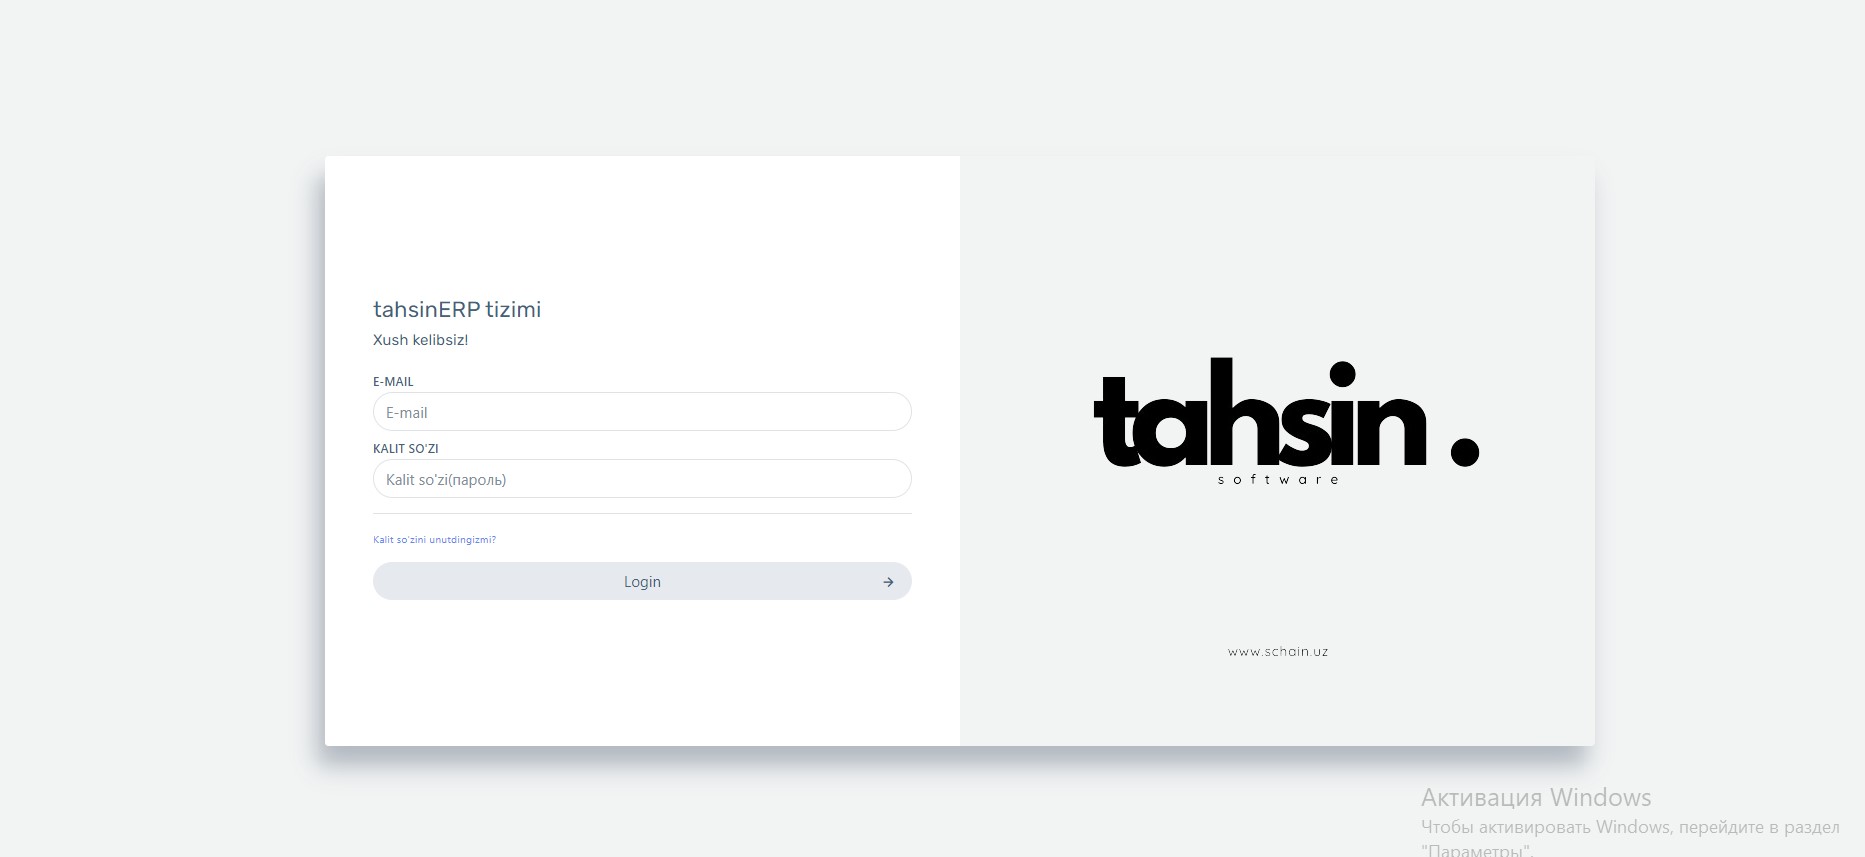 tahsinERP tizimi
Xush kelibsiz!
E-MAIL
E-mail
KALIT SO'ZI
Kalit so'zi(пароль)
Kalit so'zini unutdingizmi?
Login
tahsin .
software
www.schain.uz
Активация Windows
Чтобы активировать Windows, перейдите в раздел
"Параметры".